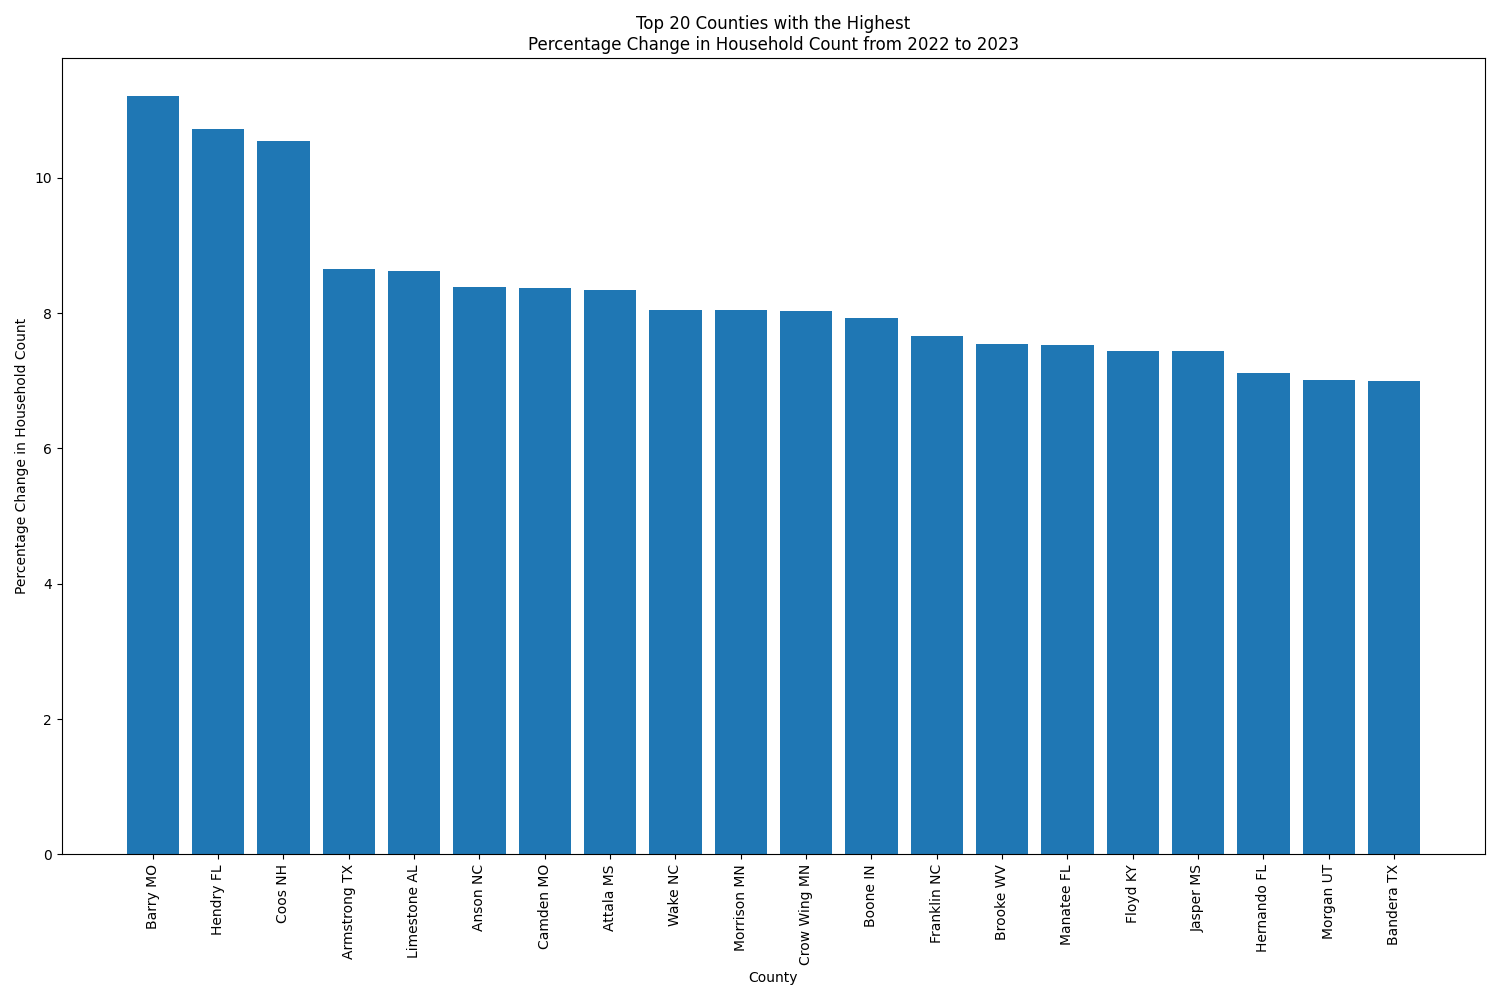 Top 20 Counties with the Highest
Percentage Change in Household Count from 2022 to 2023
Percentage Change in Household Count
10
8
6
4
2
0
Barry MO
Hendry FL
Coos NH
Armstrong TX
Limestone AL
Anson NC
Camden MO
Attala MS
Wake NC
Morrison MN
Crow Wing MN
Boone IN
Franklin NC
Brooke WV
Manatee FL
Floyd KY
Jasper MS
Hernando FL
Morgan UT
Bandera TX
County